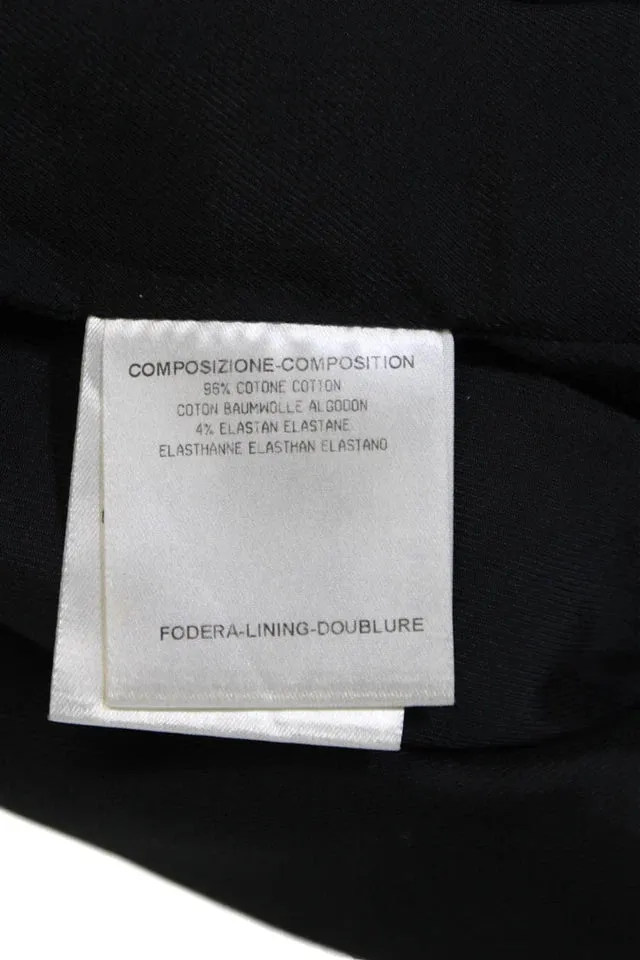 COMPOSIZIONE-COMPOSITION
96% COTONE COTTON
COTON BAUMWOLLE ALGODON
4% ELASTAN ELASTANE
ELASTHANNE ELASTHAN ELASTANO
FODERA-LINING-DOUBLURE